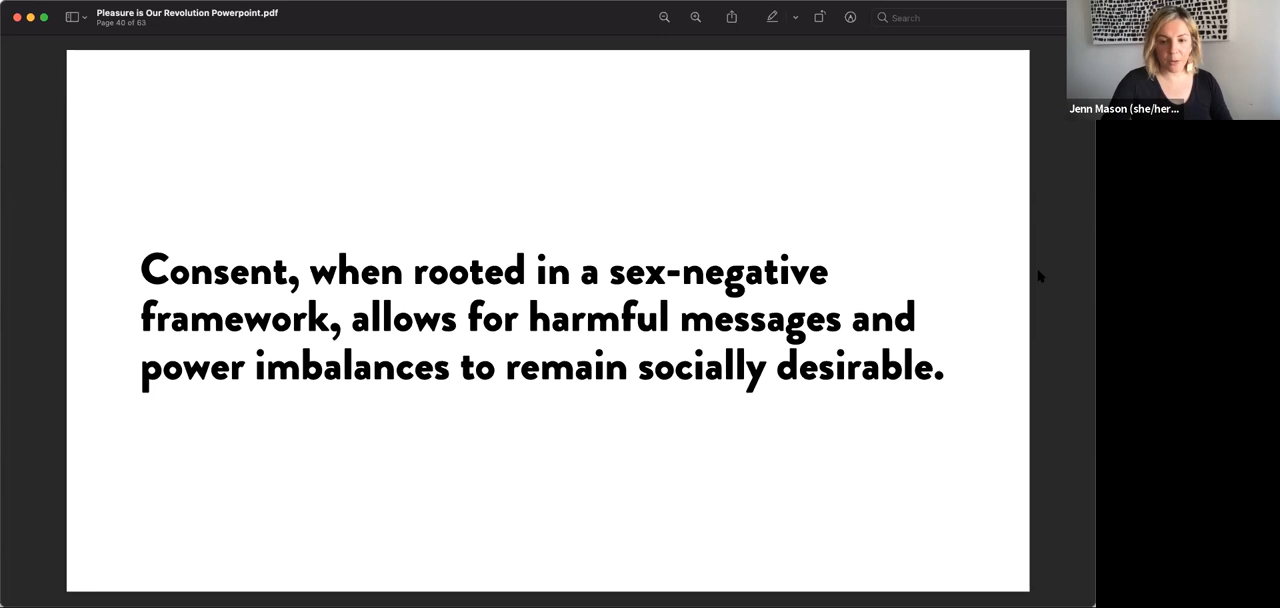 Pleasure is Our Revolution Powerpoint.pdf
Page 40 of 63
Search
Jenn Mason (she/her...
Consent, when rooted in a sex-negative
framework, allows for harmful messages and
power imbalances to remain socially desirable.